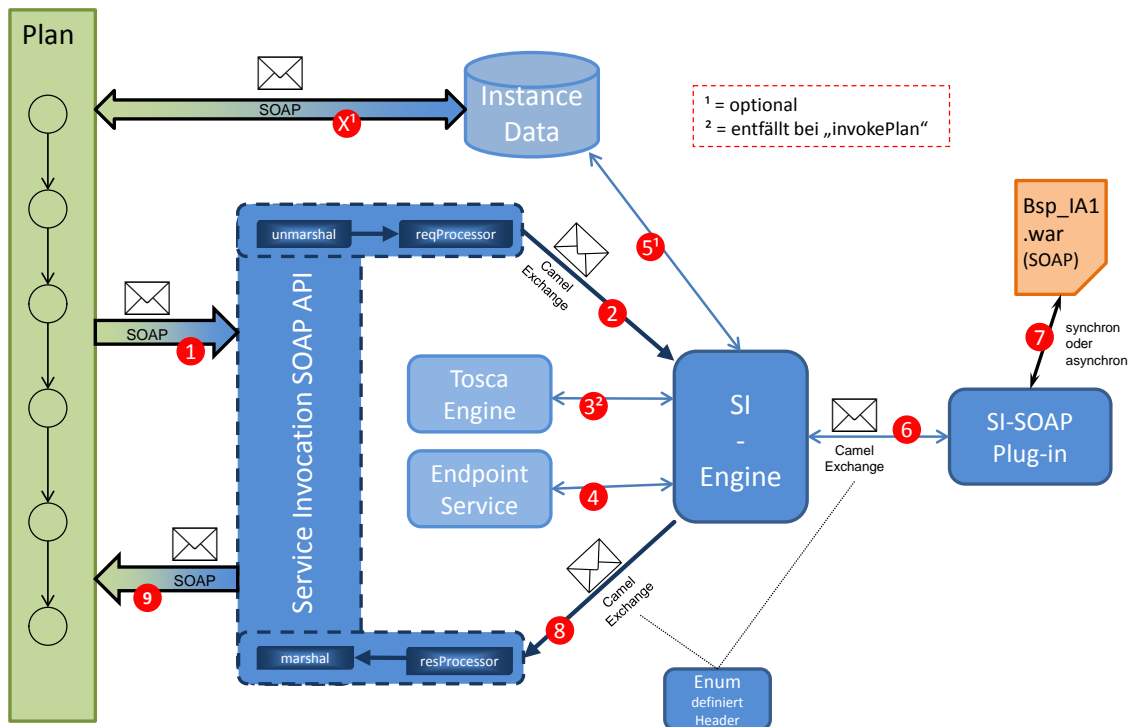 Plan
SOAP
X¹
Instance
Data
¹ = optional
² = entfällt bei „invokePlan“
unmarshal
reqProcessor
Camel
Exchange
2
5¹
Bsp_IA1
.war
(SOAP)
7
synchron
oder
asynchron
SOAP
1
Service Invocation SOAP API
Tosca
Engine
3²
Endpoint
Service
4
SI
-
Engine
6
Camel
Exchange
SI-SOAP
Plug-in
SOAP
9
Camel
Exchange
8
marshal
resProcessor
Enum
definiert
Header